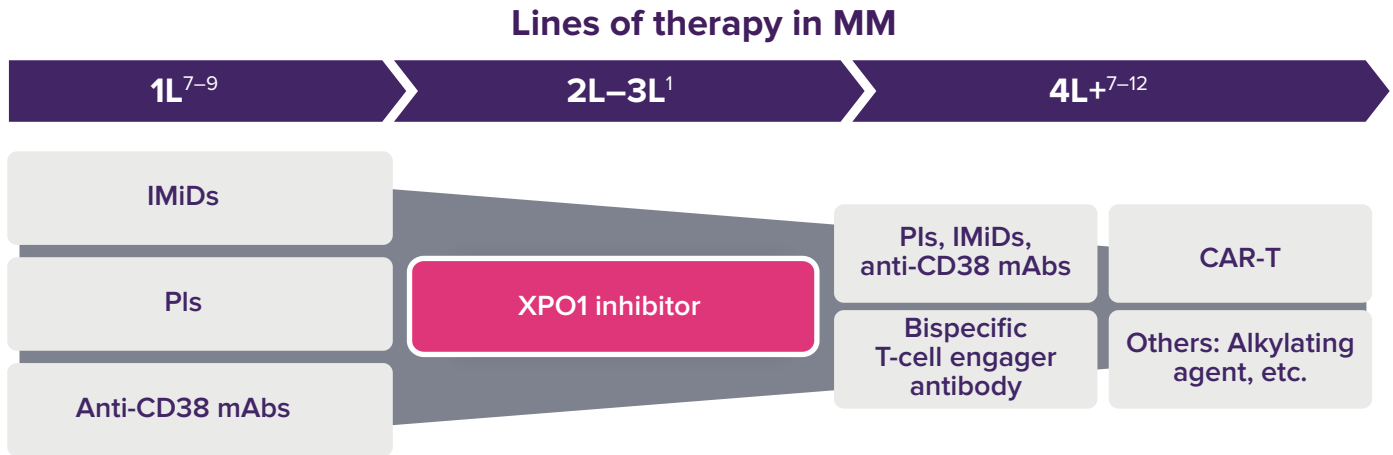 Lines of therapy in MM
1L7–9
2L–3L1
4L+7–12
IMiDs
PIs
Anti-CD38 mAbs
XPO1 inhibitor
PIs, IMiDs,
anti-CD38 mAbs
Bispecific
T-cell engager
antibody
CAR-T
Others: Alkylating
agent, etc.